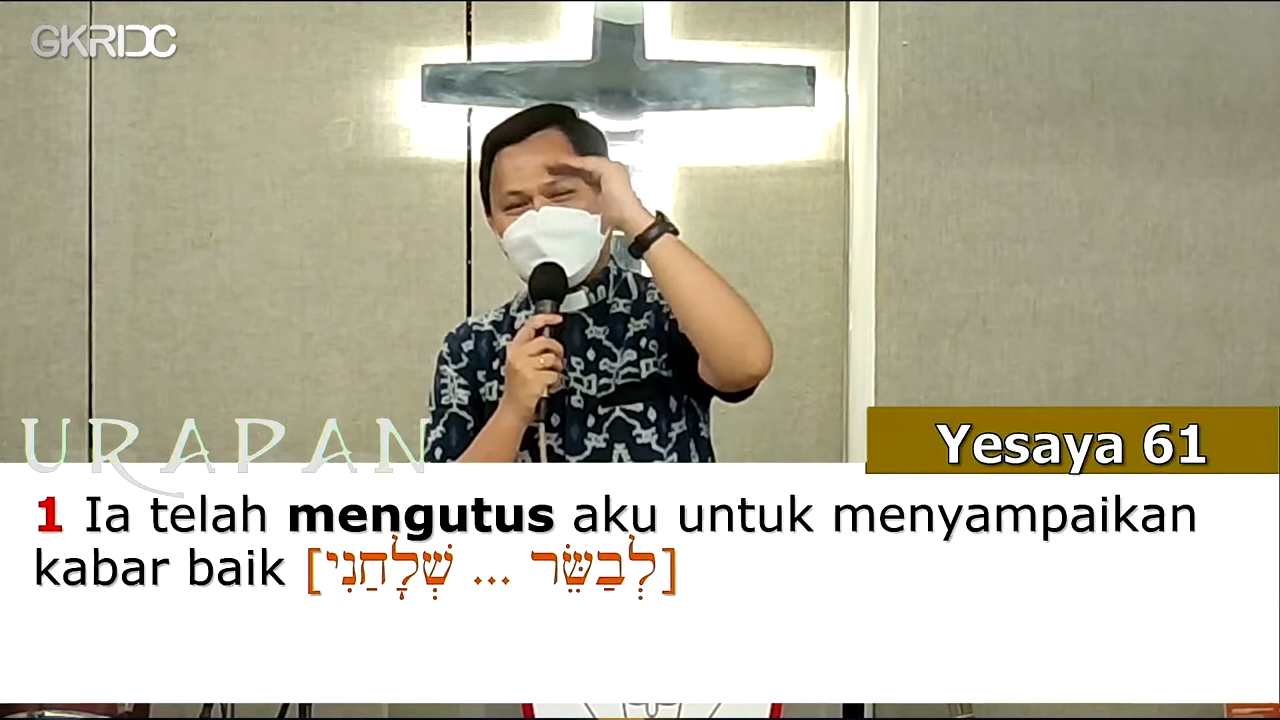 GKRIDC
URAPAN
Yesaya 61
1 Ia telah mengutus aku untuk menyampaikan
kabar baik [לְבַשֵּׂר ... שְׁלָחַנִי]